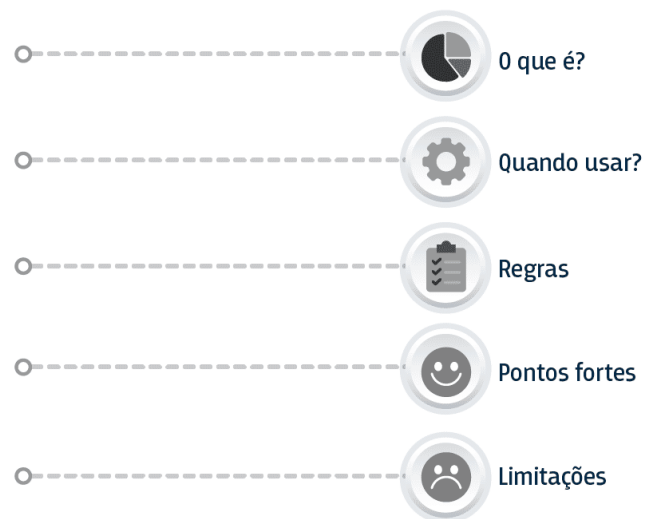 O que é?
Quando usar?
Regras
Pontos fortes
Limitações